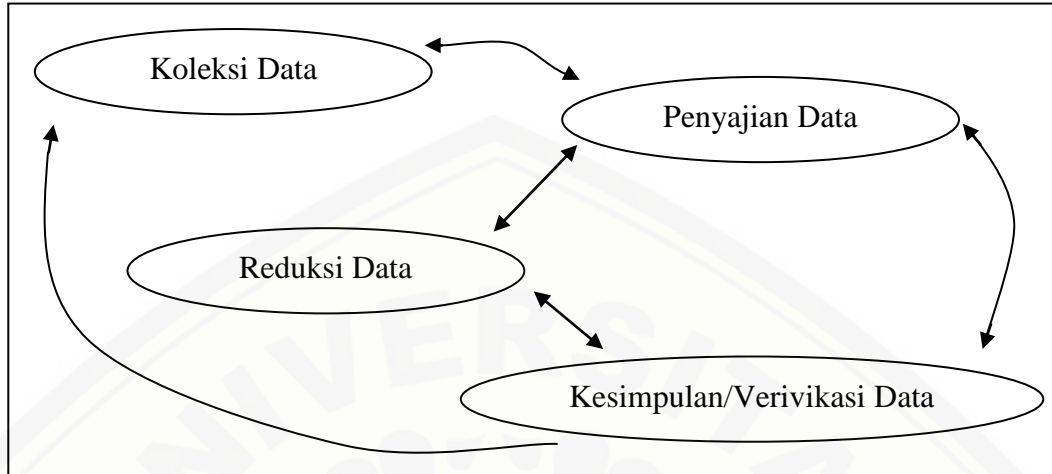 Koleksi Data
Penyajian Data
Reduksi Data
Kesimpulan/Verivikasi Data